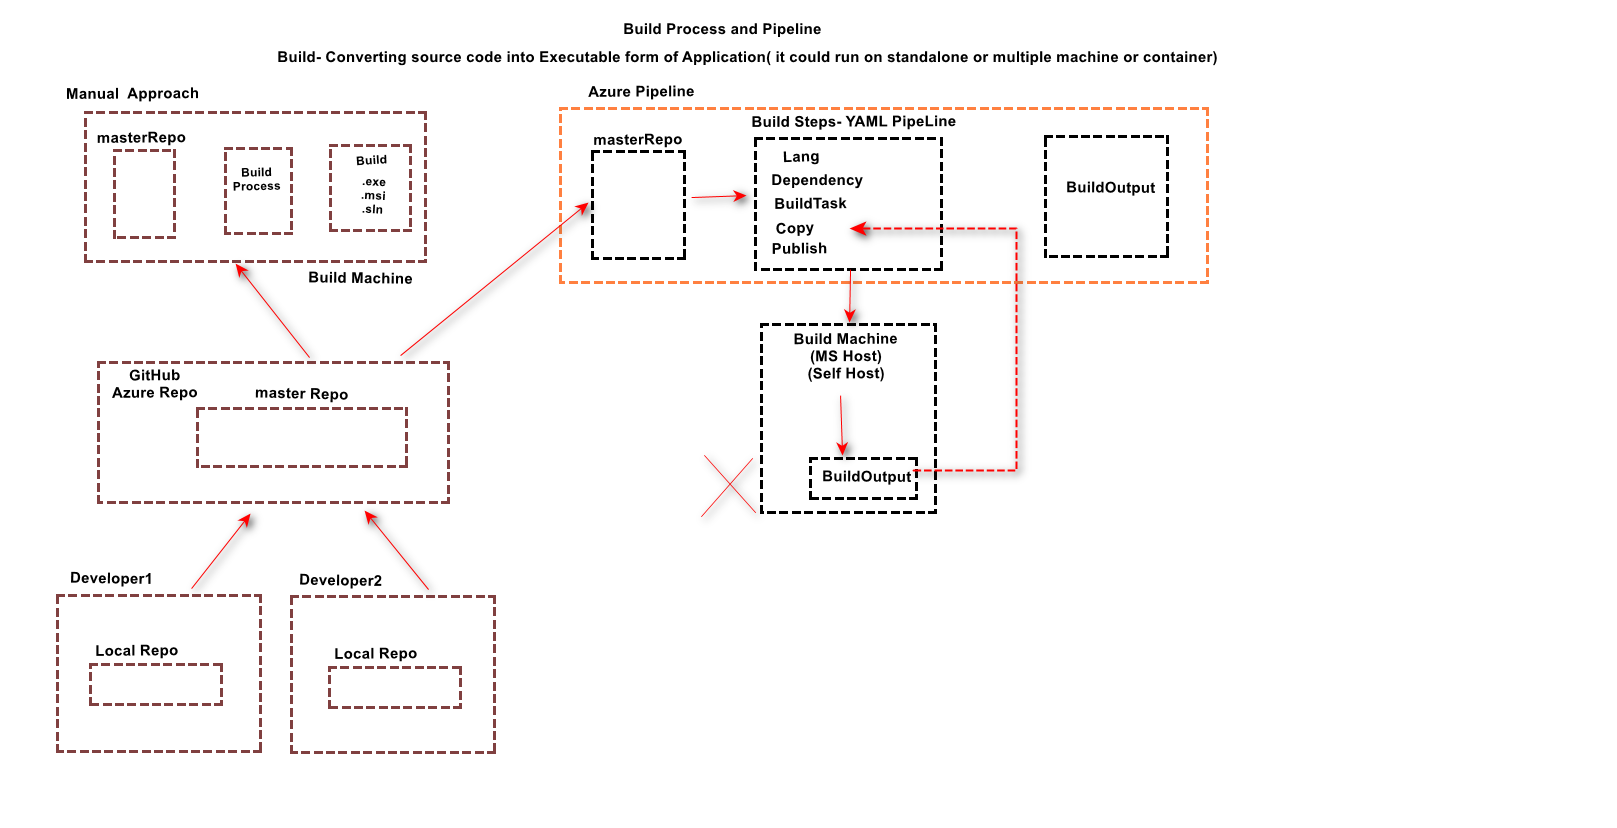 Build Process and Pipeline
Build- Converting source code into Executable form of Application( it could run on standalone or multiple machine or container)
Manual Approach
masterRepo
Build
Process
Build
.exe
.msi
.sln
Build Machine
Azure Pipeline
masterRepo
Build Steps- YAML PipeLine
Lang
Dependency
BuildTask
Copy
Publish
BuildOutput
Build Machine
(MS Host)
(Self Host)
BuildOutput
GitHub
Azure Repo
master Repo
Developer1
Local Repo
Developer2
Local Repo